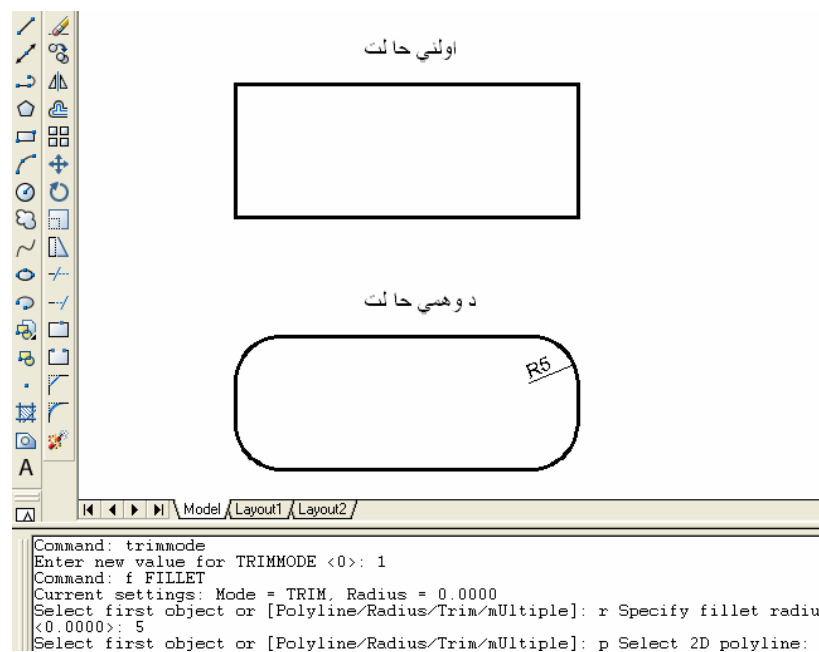 اولني حا لت
د وهمي حا لت
R5
A
Model Layout1 Layout2
Command: trimmode
Enter new value for TRIMMODE <0>: 1
Command: f FILLET
Current settings: Mode = TRIM, Radius = 0.0000
Select first object or [Polyline/Radius/Trim/mUltiple]: r Specify fillet radiu
<0.0000>: 5
Select first object or [Polyline/Radius/Trim/mUltiple]: p Select 2D polyline: